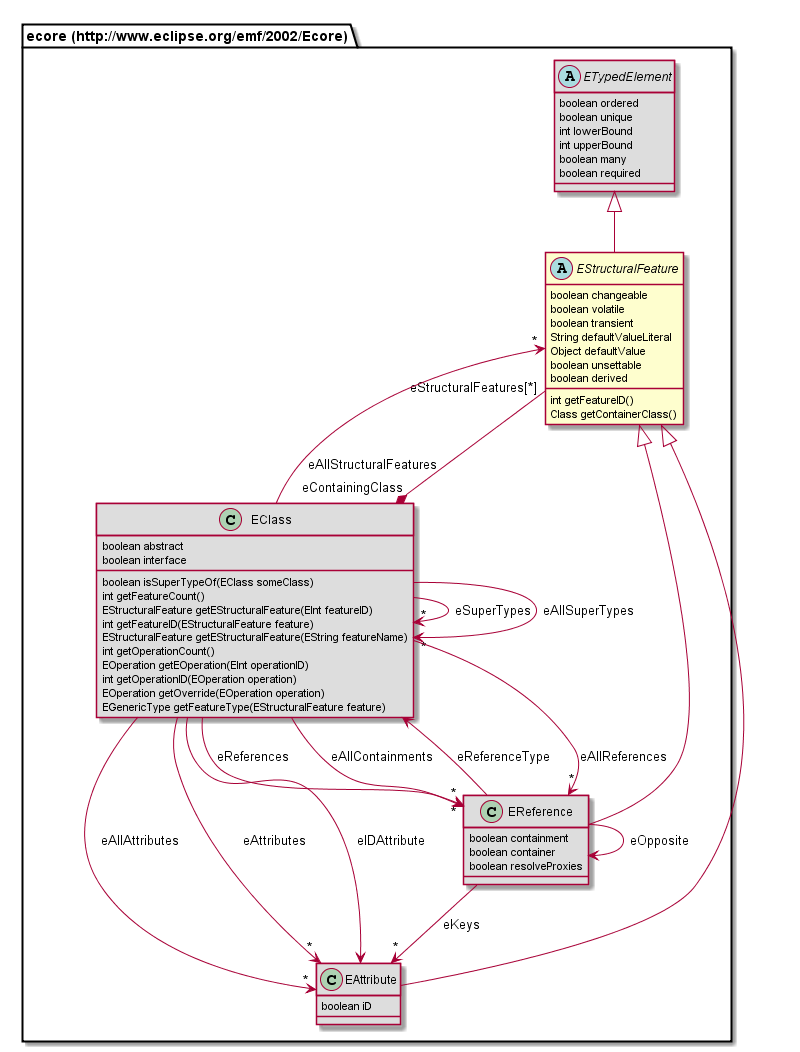 ecore (http://www.eclipse.org/emf/2002/Ecore)
A ETypedElement
boolean ordered
boolean unique
int lowerBound
int upperBound
boolean many
boolean required
A EStructuralFeature
boolean changeable
boolean volatile
boolean transient
String defaultValueLiteral
Object defaultValue
boolean unsettable
boolean derived
int getFeatureID()
Class getContainerClass()
*
eStructuralFeatures[*]
eAllStructuralFeatures
eContainingClass
C EClass
boolean abstract
boolean interface
boolean isSuperTypeOf(EClass someClass)
int getFeatureCount()
EStructuralFeature getEStructuralFeature(EInt featureID)
int getFeatureID(EStructuralFeature feature)
EStructuralFeature getEStructuralFeature(EString featureName)
int getOperationCount()
EOperation getEOperation(EInt operationID)
int getOperationID(EOperation operation)
EOperation getOverride(EOperation operation)
EGenericType getFeatureType(EStructuralFeature feature)
*
eSuperTypes
eAllSuperTypes
*
eReferences
eAllContainments
eReferenceType
eAllReferences
*
*
*
C EReference
boolean containment
boolean container
boolean resolveProxies
eOpposite
eAllAttributes
eAttributes
eIDAttribute
eKeys
*
*
*
C EAttribute
boolean iD